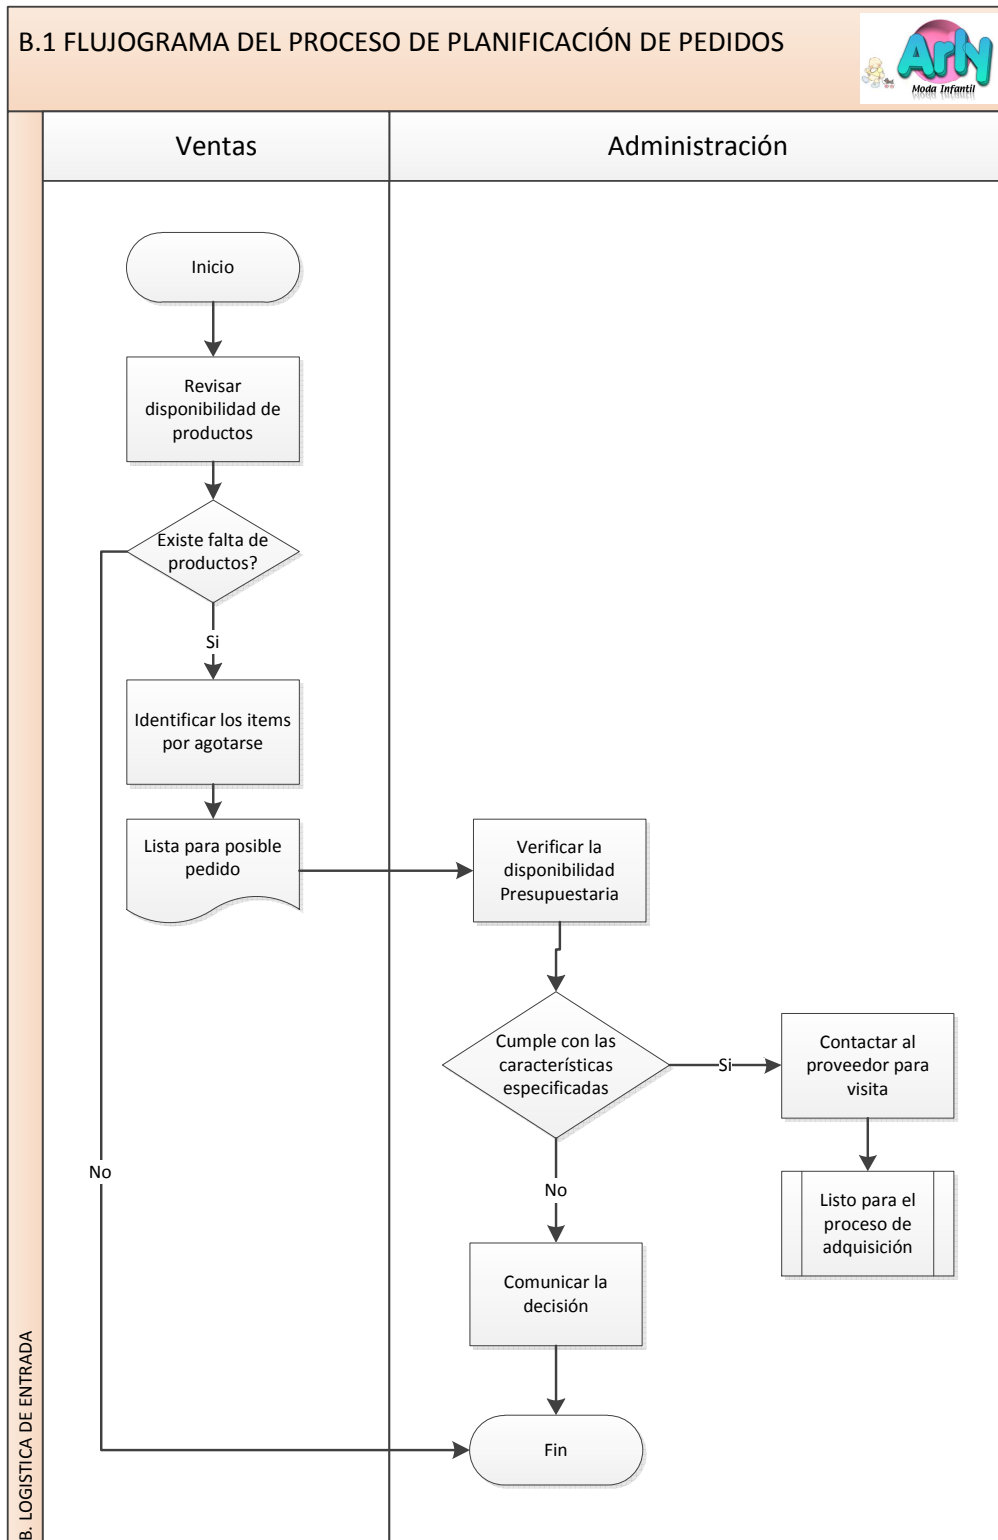 B.1 FLUJOGRAMA DEL PROCESO DE PLANIFICACIÓN DE PEDIDOS
Arly
Moda Infantil
Ventas
Administración
Inicio
Revisar
disponibilidad de
productos
Existe falta de
productos?
Si
Identificar los items
por agotarse
Lista para posible
pedido
Verificar la
disponibilidad
Presupuestaria
Cumple con las
características
especificadas
Si
Contactar al
proveedor para
visita
No
No
Listo para el
proceso de
adquisición
Comunicar la
decisión
Fin
B. LOGISTICA DE ENTRADA